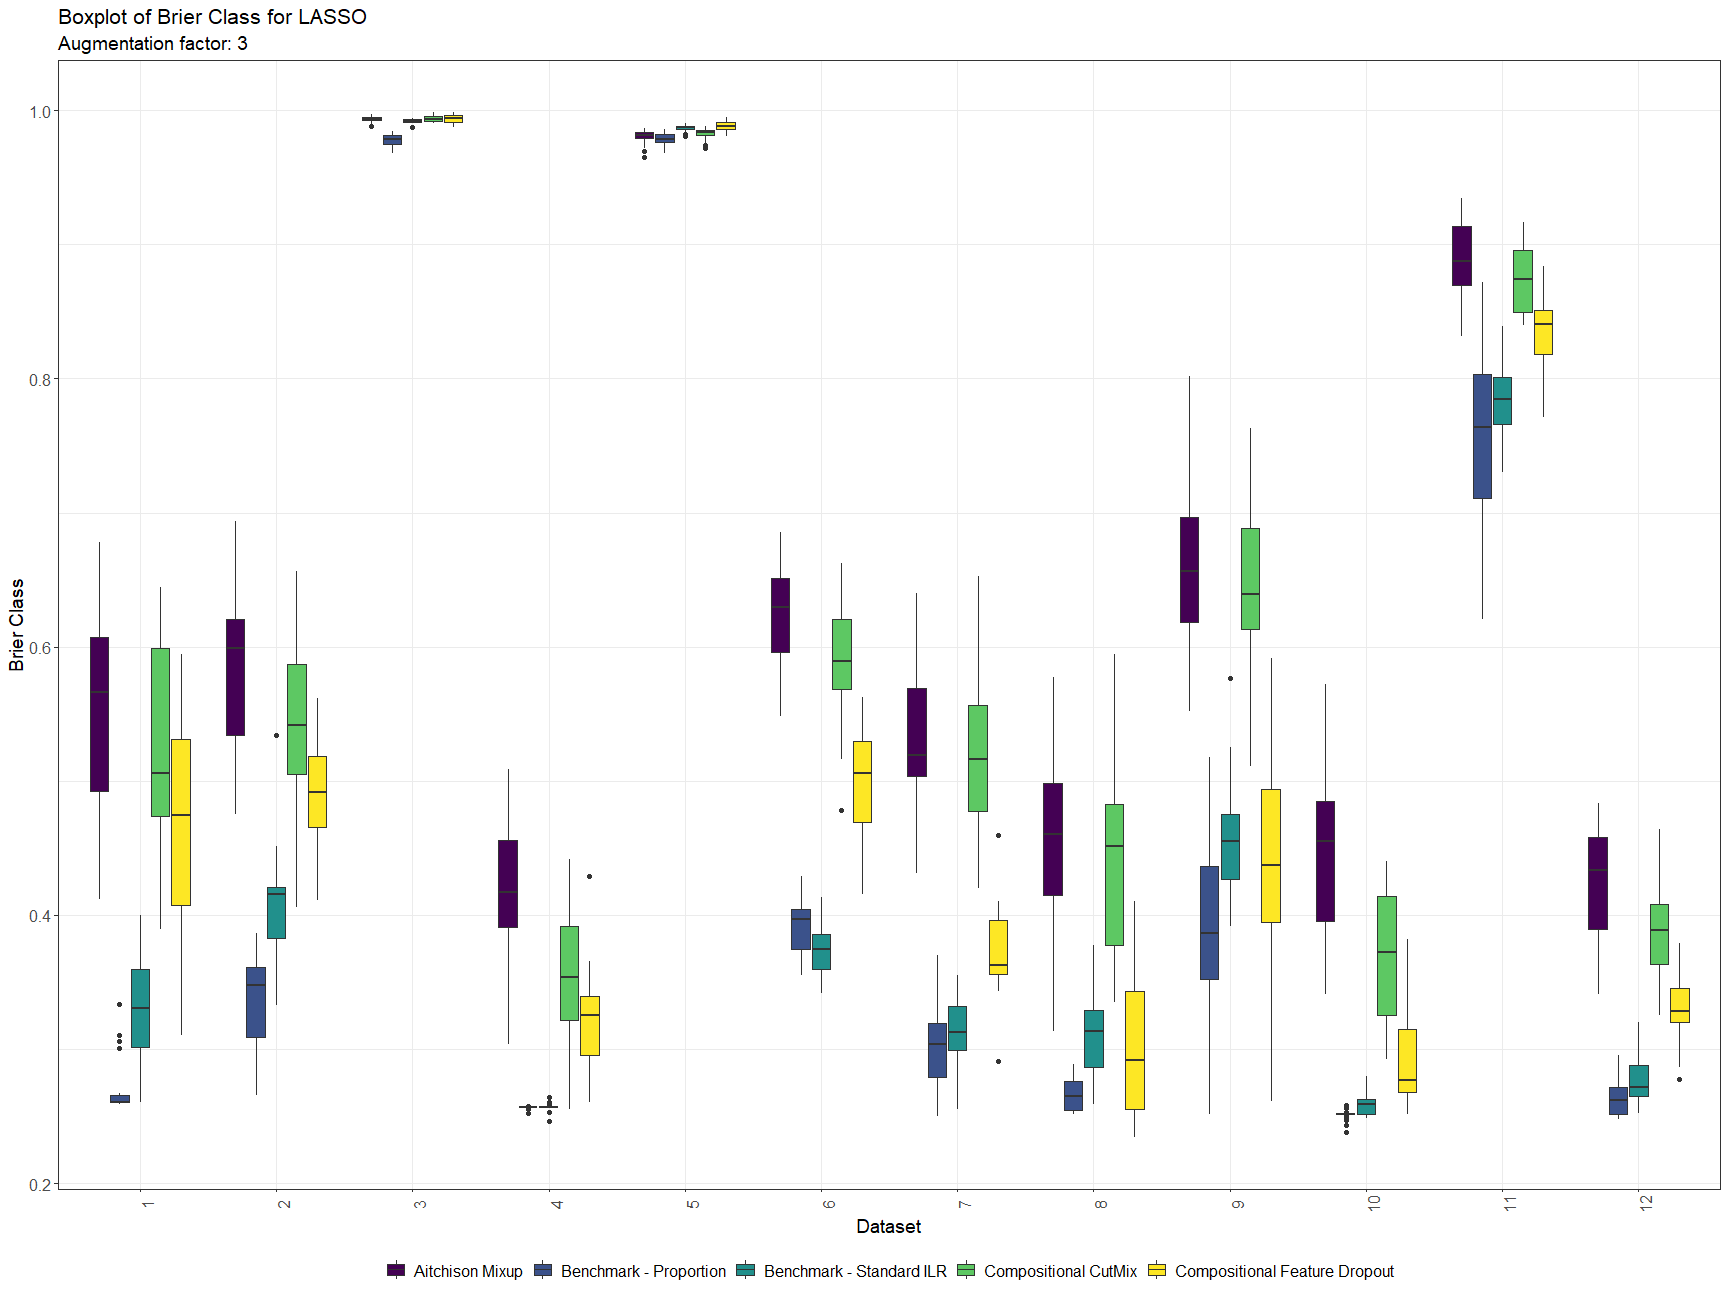 Boxplot of Brier Class for LASSO
Augmentation factor: 3
1.0
0.8
0.6
0.4
0.2
Brier Class
1 2 3 4 5 6 7 8 9 10 11 12
Dataset
Aitchison Mixup Benchmark - Proportion Benchmark - Standard ILR Compositional CutMix Compositional Feature Dropout